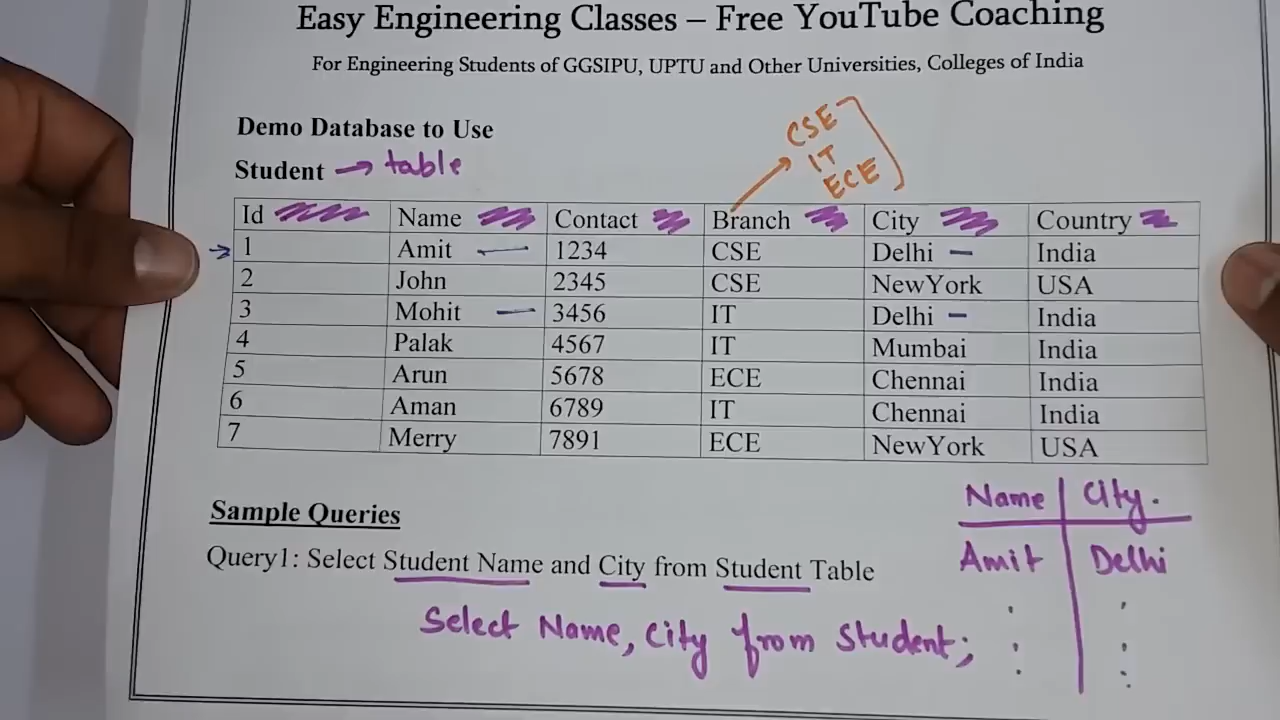 Easy Engineering Classes – Free YouTube Coaching
For Engineering Students of GGSIPU, UPTU and Other Universities, Colleges of India
CSE
IT
ECE
Demo Database to Use
Student → table
Id Name Contact Branch City Country
1 Amit 1234 CSE Delhi India
2 John 2345 CSE NewYork USA
3 Mohit 3456 IT Delhi India
4 Palak 4567 IT Mumbai India
5 Arun 5678 ECE Chennai India
6 Aman 6789 IT Chennai India
7 Merry 7891 ECE NewYork USA
Sample Queries
Query1: Select Student Name and City from Student Table
Select Name, City from Student;
Name City.
Amit Delhi